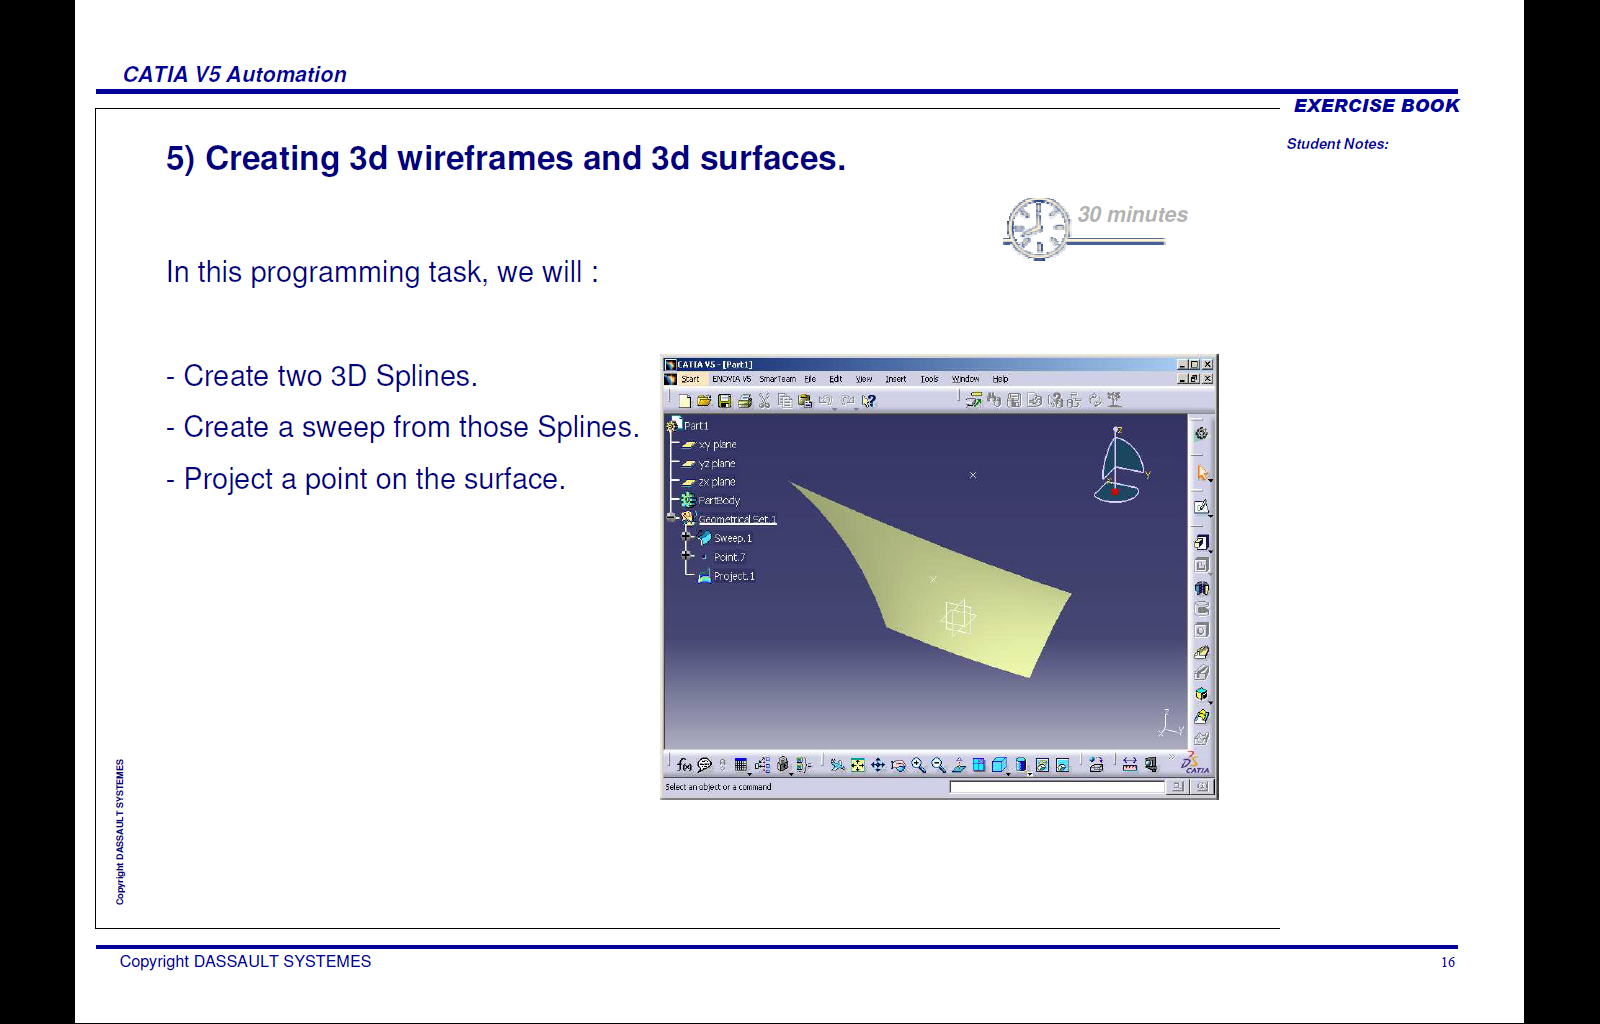 CATIA V5 Automation
EXERCISE BOOK
Student Notes:
5) Creating 3d wireframes and 3d surfaces.
30 minutes
In this programming task, we will :
- Create two 3D Splines.
- Create a sweep from those Splines.
- Project a point on the surface.
CATIA V5 - [Part1]
Start ENOVIA V5 SmarTeam File Edit View Insert Tools Window Help
Part1
xy plane
yz plane
zx plane
PartBody
Geometrical Set.1
Sweep.1
Point.7
Project.1
z
y
x
z
y
x
f(x)
DS
CATIA
Select an object or a command
Copyright DASSAULT SYSTEMES
Copyright DASSAULT SYSTEMES
16